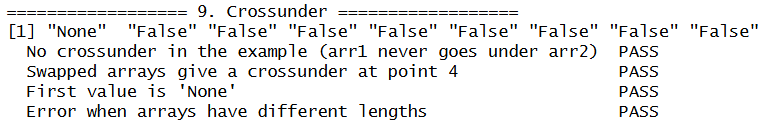 ================== 9. Crossunder ==================
[1] "None"  "False" "False" "False" "False" "False" "False" "False" "False"
  No crossunder in the example (arr1 never goes under arr2)  PASS
  Swapped arrays give a crossunder at point 4                PASS
  First value is 'None'                                      PASS
  Error when arrays have different lengths                   PASS